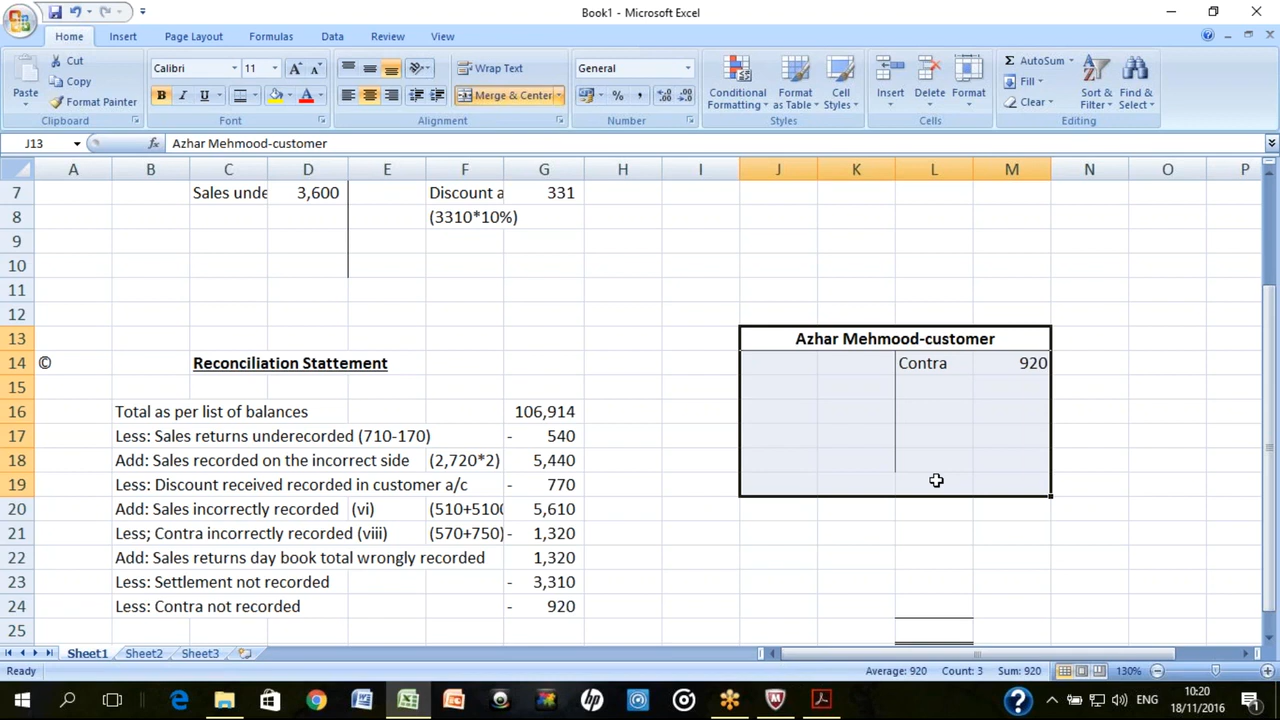 Book1 - Microsoft Excel
Home Insert Page Layout Formulas Data Review View
Paste
Cut
Copy
Format Painter
Clipboard
Calibri 11
B I U
Font
Wrap Text
Merge & Center
Alignment
General
% ,
Number
Conditional Formatting
Format as Table
Cell Styles
Styles
Insert Delete Format
Cells
AutoSum
Fill
Clear
Sort & Filter
Find & Select
Editing
J13 fx Azhar Mehmood-customer
A B C D E F G H I J K L M N O P
7 Sales unde 3,600 Discount a 331
8 (3310*10%)
9
10
11
12
13 Azhar Mehmood-customer
14 © Reconciliation Stattement Contra 920
15
16 Total as per list of balances 106,914
17 Less: Sales returns underecorded (710-170) - 540
18 Add: Sales recorded on the incorrect side (2,720*2) 5,440
19 Less: Discount received recorded in customer a/c - 770
20 Add: Sales incorrectly recorded (vi) (510+5100 5,610
21 Less; Contra incorrectly recorded (viii) (570+750) - 1,320
22 Add: Sales returns day book total wrongly recorded 1,320
23 Less: Settlement not recorded - 3,310
24 Less: Contra not recorded - 920
25
Sheet1 Sheet2 Sheet3
Ready Average: 920 Count: 3 Sum: 920 130%
ENG 10:20
18/11/2016